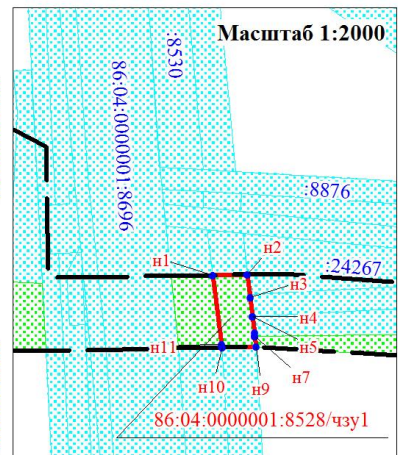 Масштаб 1:2000
:8530
86:04:0000001:8696
:8876
:24267
н1
н2
н3
н4
н5
н7
н11
н10
н9
86:04:0000001:8528/чзу1